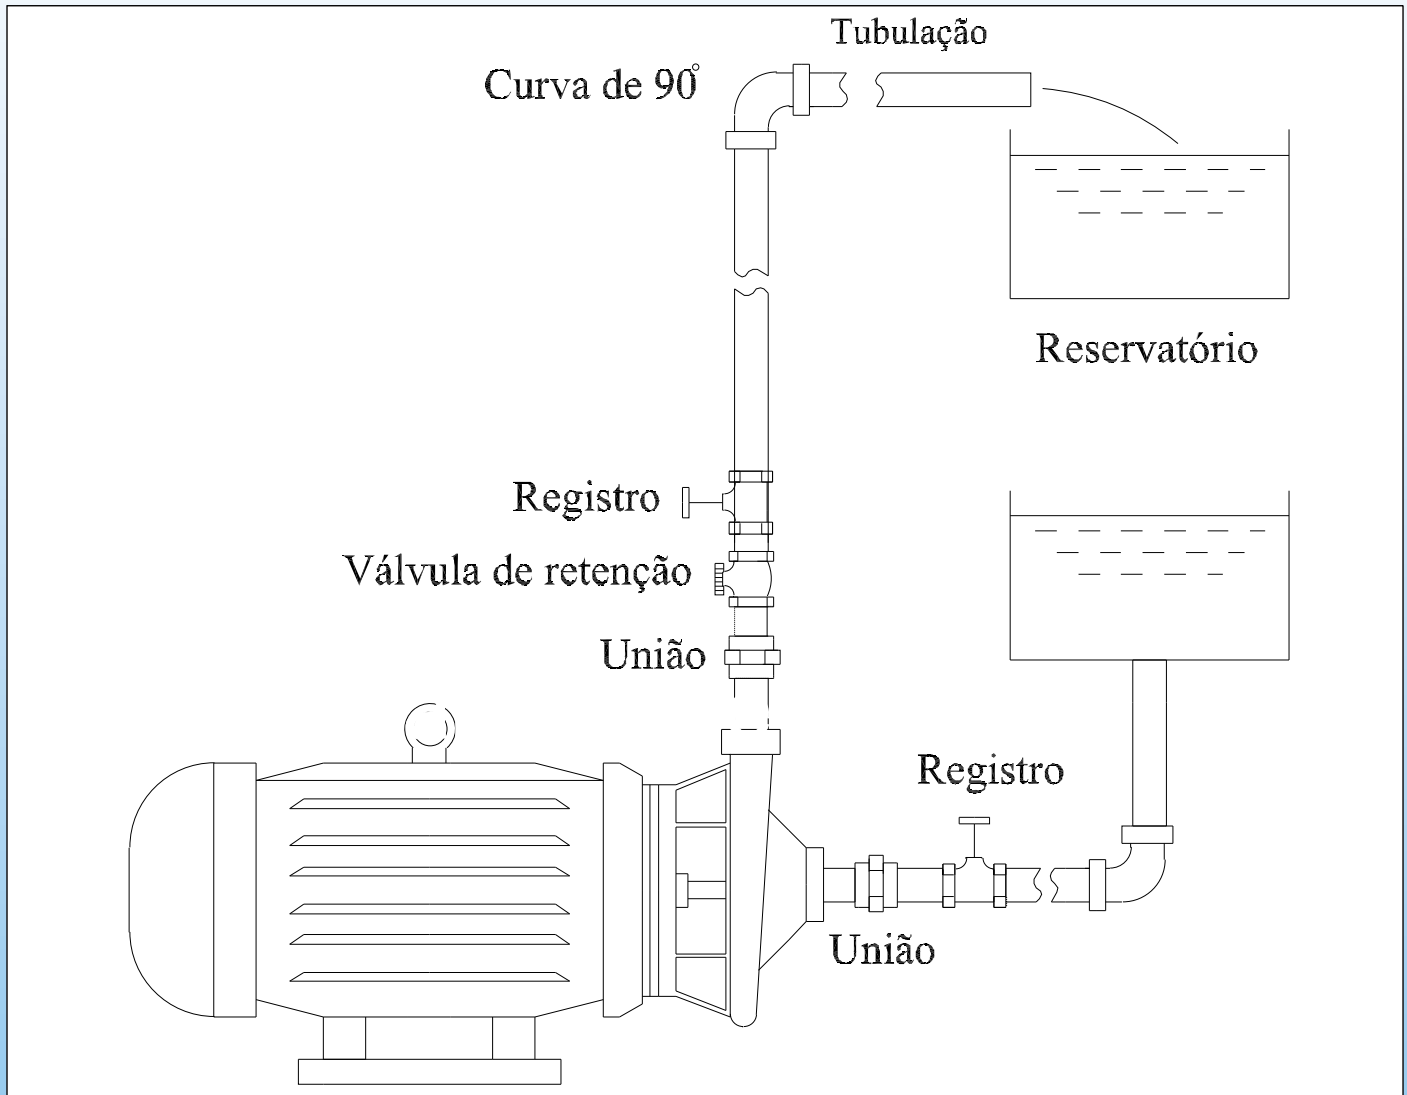 Tubulação
Curva de 90°
Reservatório
Registro
Válvula de retenção
União
Registro
União